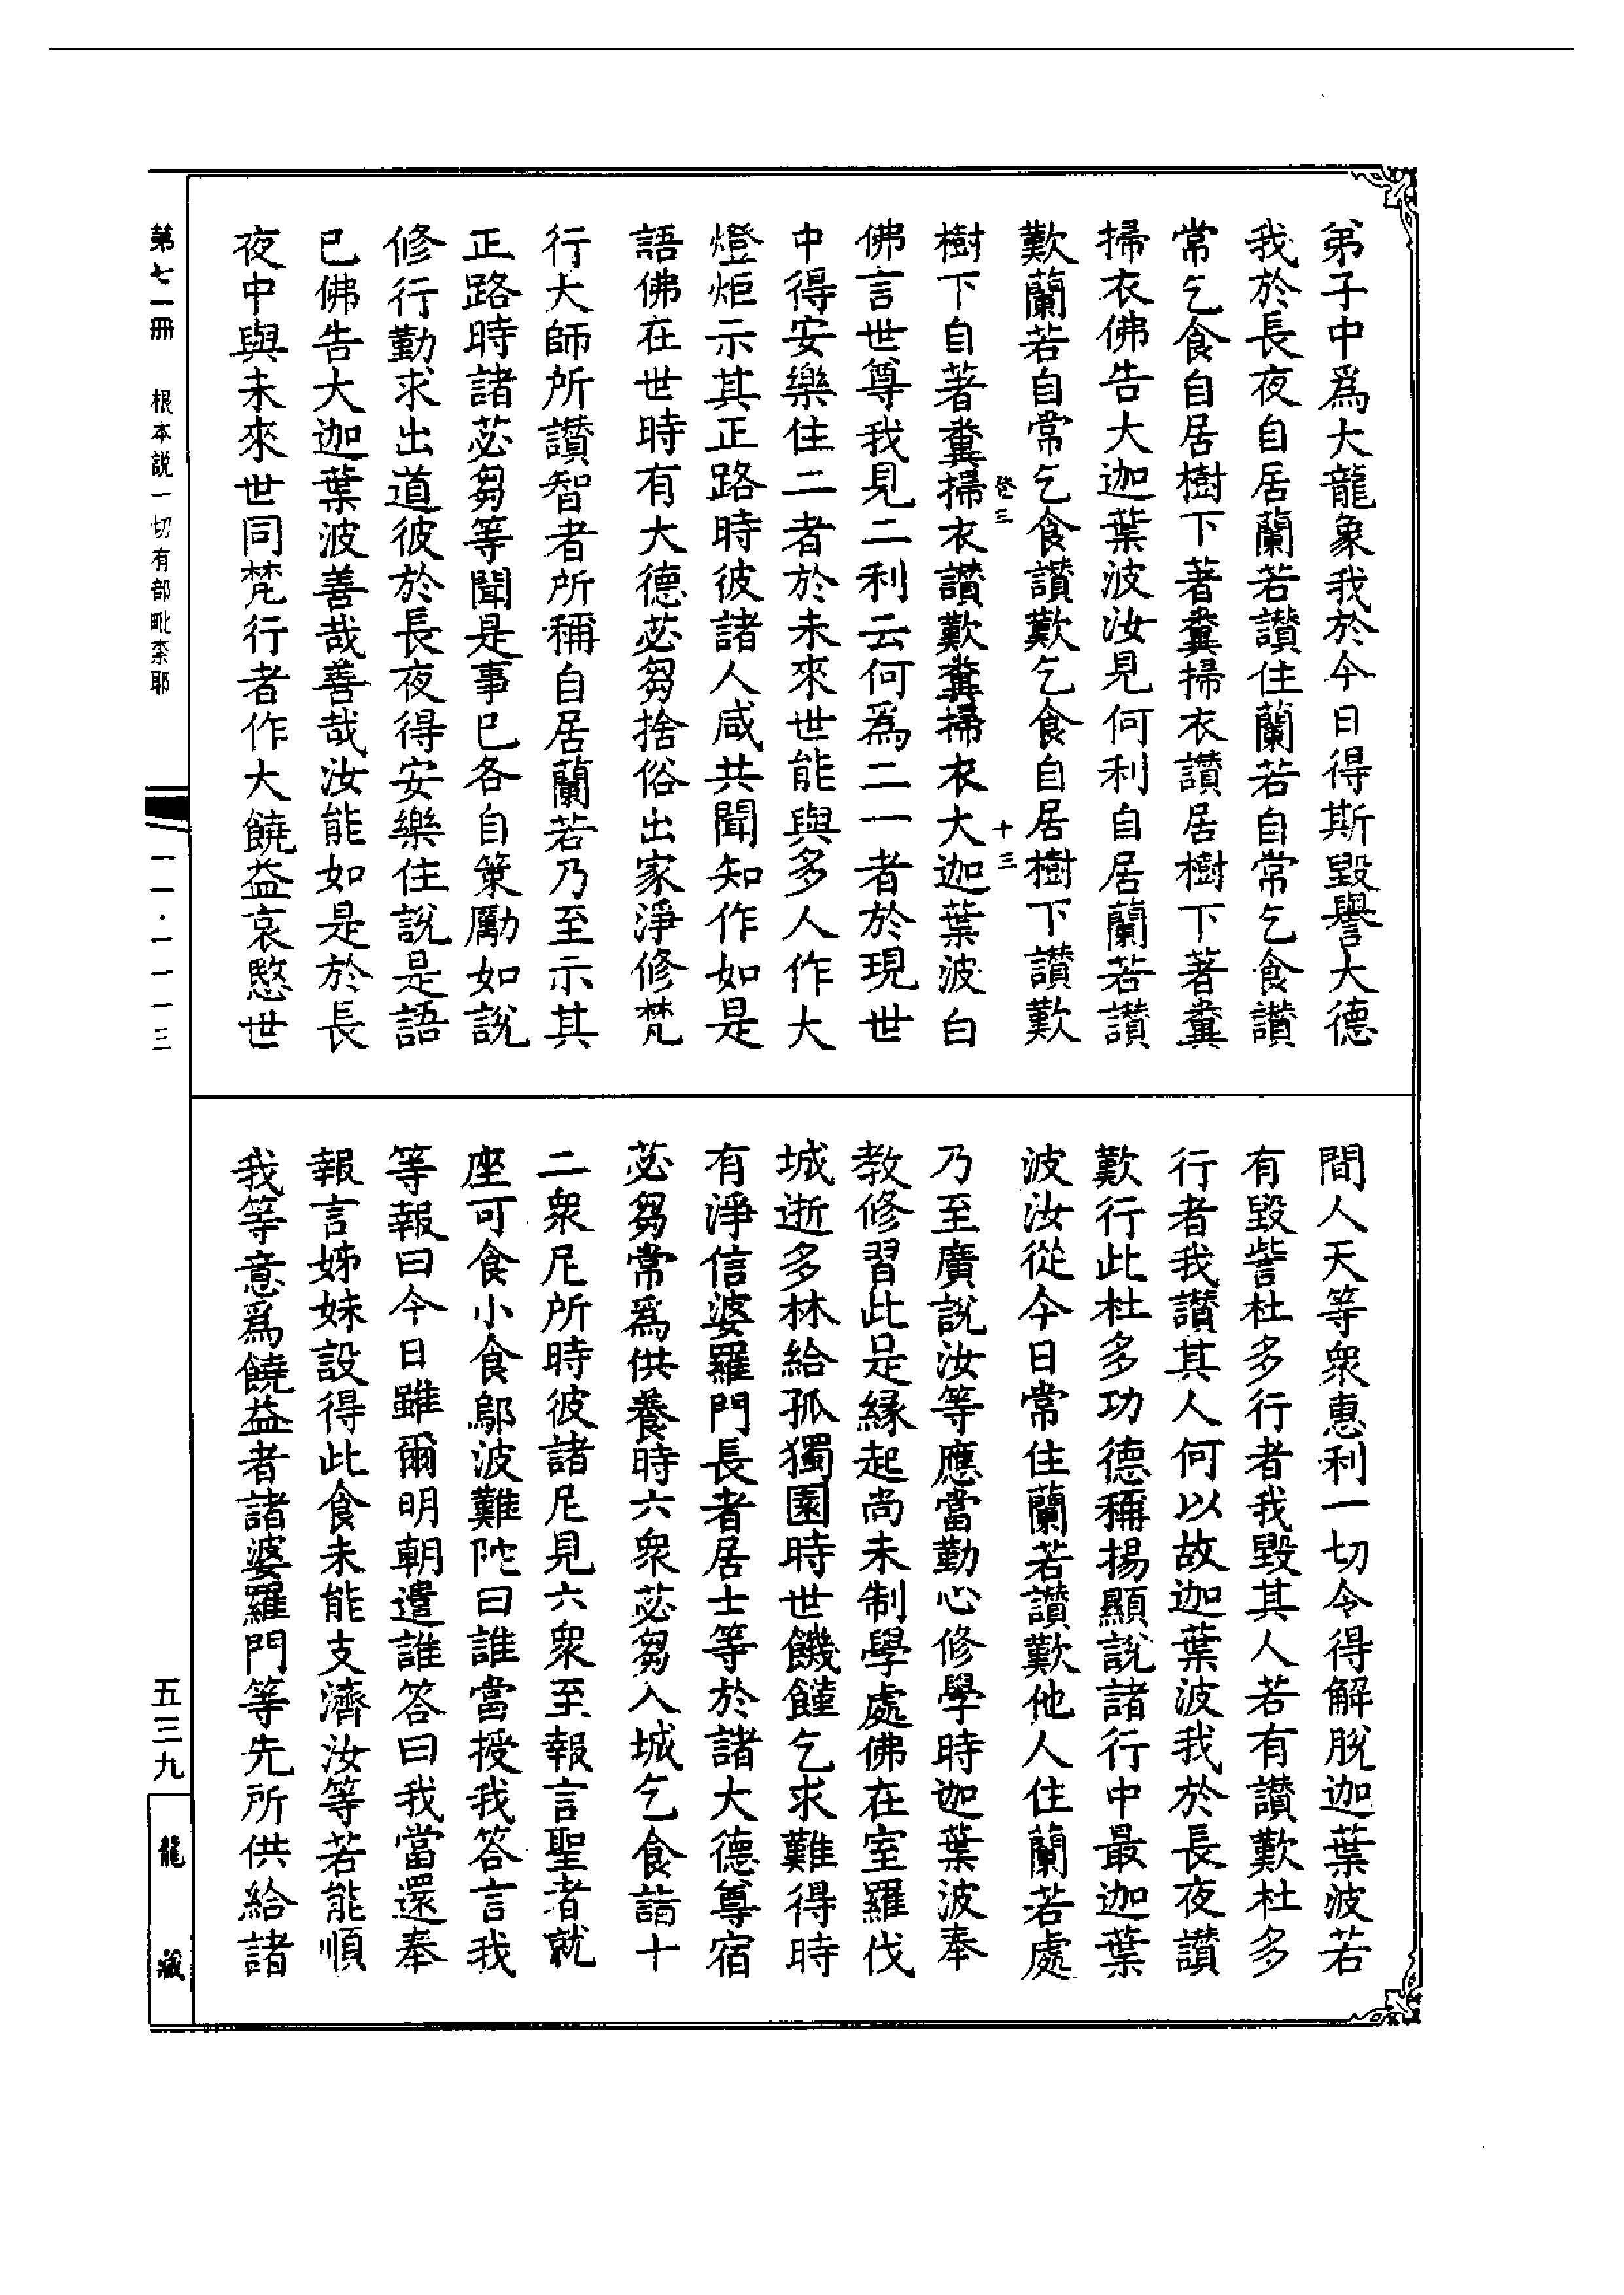 弟子中爲大龍象我於今日得斯毀譽大德
我於長夜自居蘭若讃住蘭若自常乞食讃
常乞食自居樹下著糞掃衣讃居樹下著糞
掃衣佛告大迦葉波汝見何利自居蘭若讃
歎蘭若自常乞食讃歎乞食自居樹下讃歎
樹下自著糞掃衣讃歎糞掃衣大迦葉波白
佛言世尊我見二利云何爲二一者於現世
中得安樂住二者於未來世能與多人作大
燈炬示其正路時彼諸人咸共聞知作如是
語佛在世時有大德苾芻捨俗出家淨修梵
行大師所讃智者所稱自居蘭若乃至示其
正路時諸苾芻等聞是事已各自策勵如說
修行勤求出道彼於長夜得安樂住說是語
已佛告大迦葉波善哉善哉汝能如是於長
夜中與未來世同梵行者作大饒益哀愍世
間人天等衆惠利一切令得解脫迦葉波若
有毀訾杜多行者我毀其人若有讃歎杜多
行者我讃其人何以故迦葉波我於長夜讃
歎行此杜多功德稱揚顯說諸行中最迦葉
波汝從今日常住蘭若讃歎他人住蘭若處
乃至廣說汝等應當勤心修學時迦葉波奉
教修習此是緣起尚未制學處佛在室羅伐
城逝多林給孤獨園時世饑饉乞求難得時
有淨信婆羅門長者居士等於諸大德尊宿
苾芻常爲供養時六衆苾芻入城乞食詣十
二衆尼所時彼諸尼見六衆至報言聖者就
座可食小食鄔波難陀曰誰當授我答言我
等報曰今日雖爾明朝遣誰答曰我當還奉
報言姊妹設得此食未能支濟汝等若能順
我等意爲饒益者諸婆羅門等先所供給諸
十三
第七一冊
根本説一切有部毗柰耶
一一·一一一三
五三九
龍藏